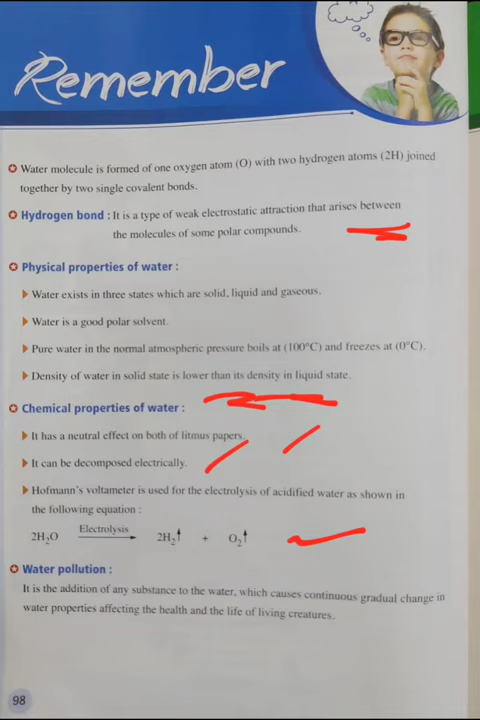 Remember
Water molecule is formed of one oxygen atom (O) with two hydrogen atoms (2H) joined
together by two single covalent bonds.
Hydrogen bond : It is a type of weak electrostatic attraction that arises between
the molecules of some polar compounds.
Physical properties of water :
Water exists in three states which are solid, liquid and gaseous.
Water is a good polar solvent.
Pure water in the normal atmospheric pressure boils at (100°C) and freezes at (0°C).
Density of water in solid state is lower than its density in liquid state.
Chemical properties of water :
It has a neutral effect on both of litmus papers.
It can be decomposed electrically.
Hofmann's voltameter is used for the electrolysis of acidified water as shown in
the following equation :
Electrolysis
2H₂O ⟶ 2H₂↑ + O₂↑
Water pollution :
It is the addition of any substance to the water, which causes continuous gradual change in
water properties affecting the health and the life of living creatures.
98